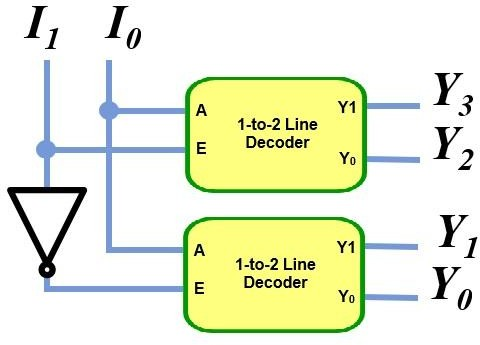 I₁ I₀
A Y1 Y₃
1-to-2 Line
Decoder
E Y₀ Y₂
A Y1 Y₁
1-to-2 Line
Decoder
E Y₀ Y₀